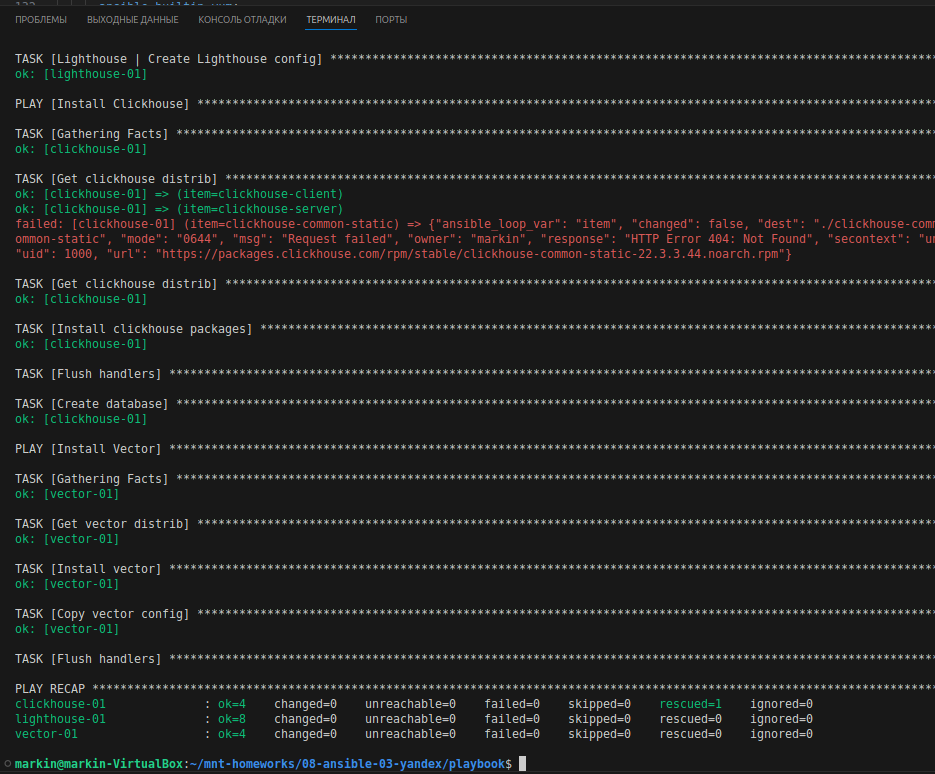 ПРОБЛЕМЫ ВЫХОДНЫЕ ДАННЫЕ КОНСОЛЬ ОТЛАДКИ ТЕРМИНАЛ ПОРТЫ
TASK [Lighthouse | Create Lighthouse config] ***************************************************************************************
ok: [lighthouse-01]
PLAY [Install Clickhouse] **********************************************************************************************************
TASK [Gathering Facts] *************************************************************************************************************
ok: [clickhouse-01]
TASK [Get clickhouse distrib] ******************************************************************************************************
ok: [clickhouse-01] => (item=clickhouse-client)
ok: [clickhouse-01] => (item=clickhouse-server)
failed: [clickhouse-01] (item=clickhouse-common-static) => {"ansible_loop_var": "item", "changed": false, "dest": "./clickhouse-com
ommon-static", "mode": "0644", "msg": "Request failed", "owner": "markin", "response": "HTTP Error 404: Not Found", "secontext": "un
"uid": 1000, "url": "https://packages.clickhouse.com/rpm/stable/clickhouse-common-static-22.3.3.44.noarch.rpm"}
TASK [Get clickhouse distrib] ******************************************************************************************************
ok: [clickhouse-01]
TASK [Install clickhouse packages] *************************************************************************************************
ok: [clickhouse-01]
TASK [Flush handlers] **************************************************************************************************************
TASK [Create database] *************************************************************************************************************
ok: [clickhouse-01]
PLAY [Install Vector] **************************************************************************************************************
TASK [Gathering Facts] *************************************************************************************************************
ok: [vector-01]
TASK [Get vector distrib] **********************************************************************************************************
ok: [vector-01]
TASK [Install vector] **************************************************************************************************************
ok: [vector-01]
TASK [Copy vector config] **********************************************************************************************************
ok: [vector-01]
TASK [Flush handlers] **************************************************************************************************************
PLAY RECAP *************************************************************************************************************************
clickhouse-01 : ok=4 changed=0 unreachable=0 failed=0 skipped=0 rescued=1 ignored=0
lighthouse-01 : ok=8 changed=0 unreachable=0 failed=0 skipped=0 rescued=0 ignored=0
vector-01 : ok=4 changed=0 unreachable=0 failed=0 skipped=0 rescued=0 ignored=0
markin@markin-VirtualBox:~/mnt-homeworks/08-ansible-03-yandex/playbook$